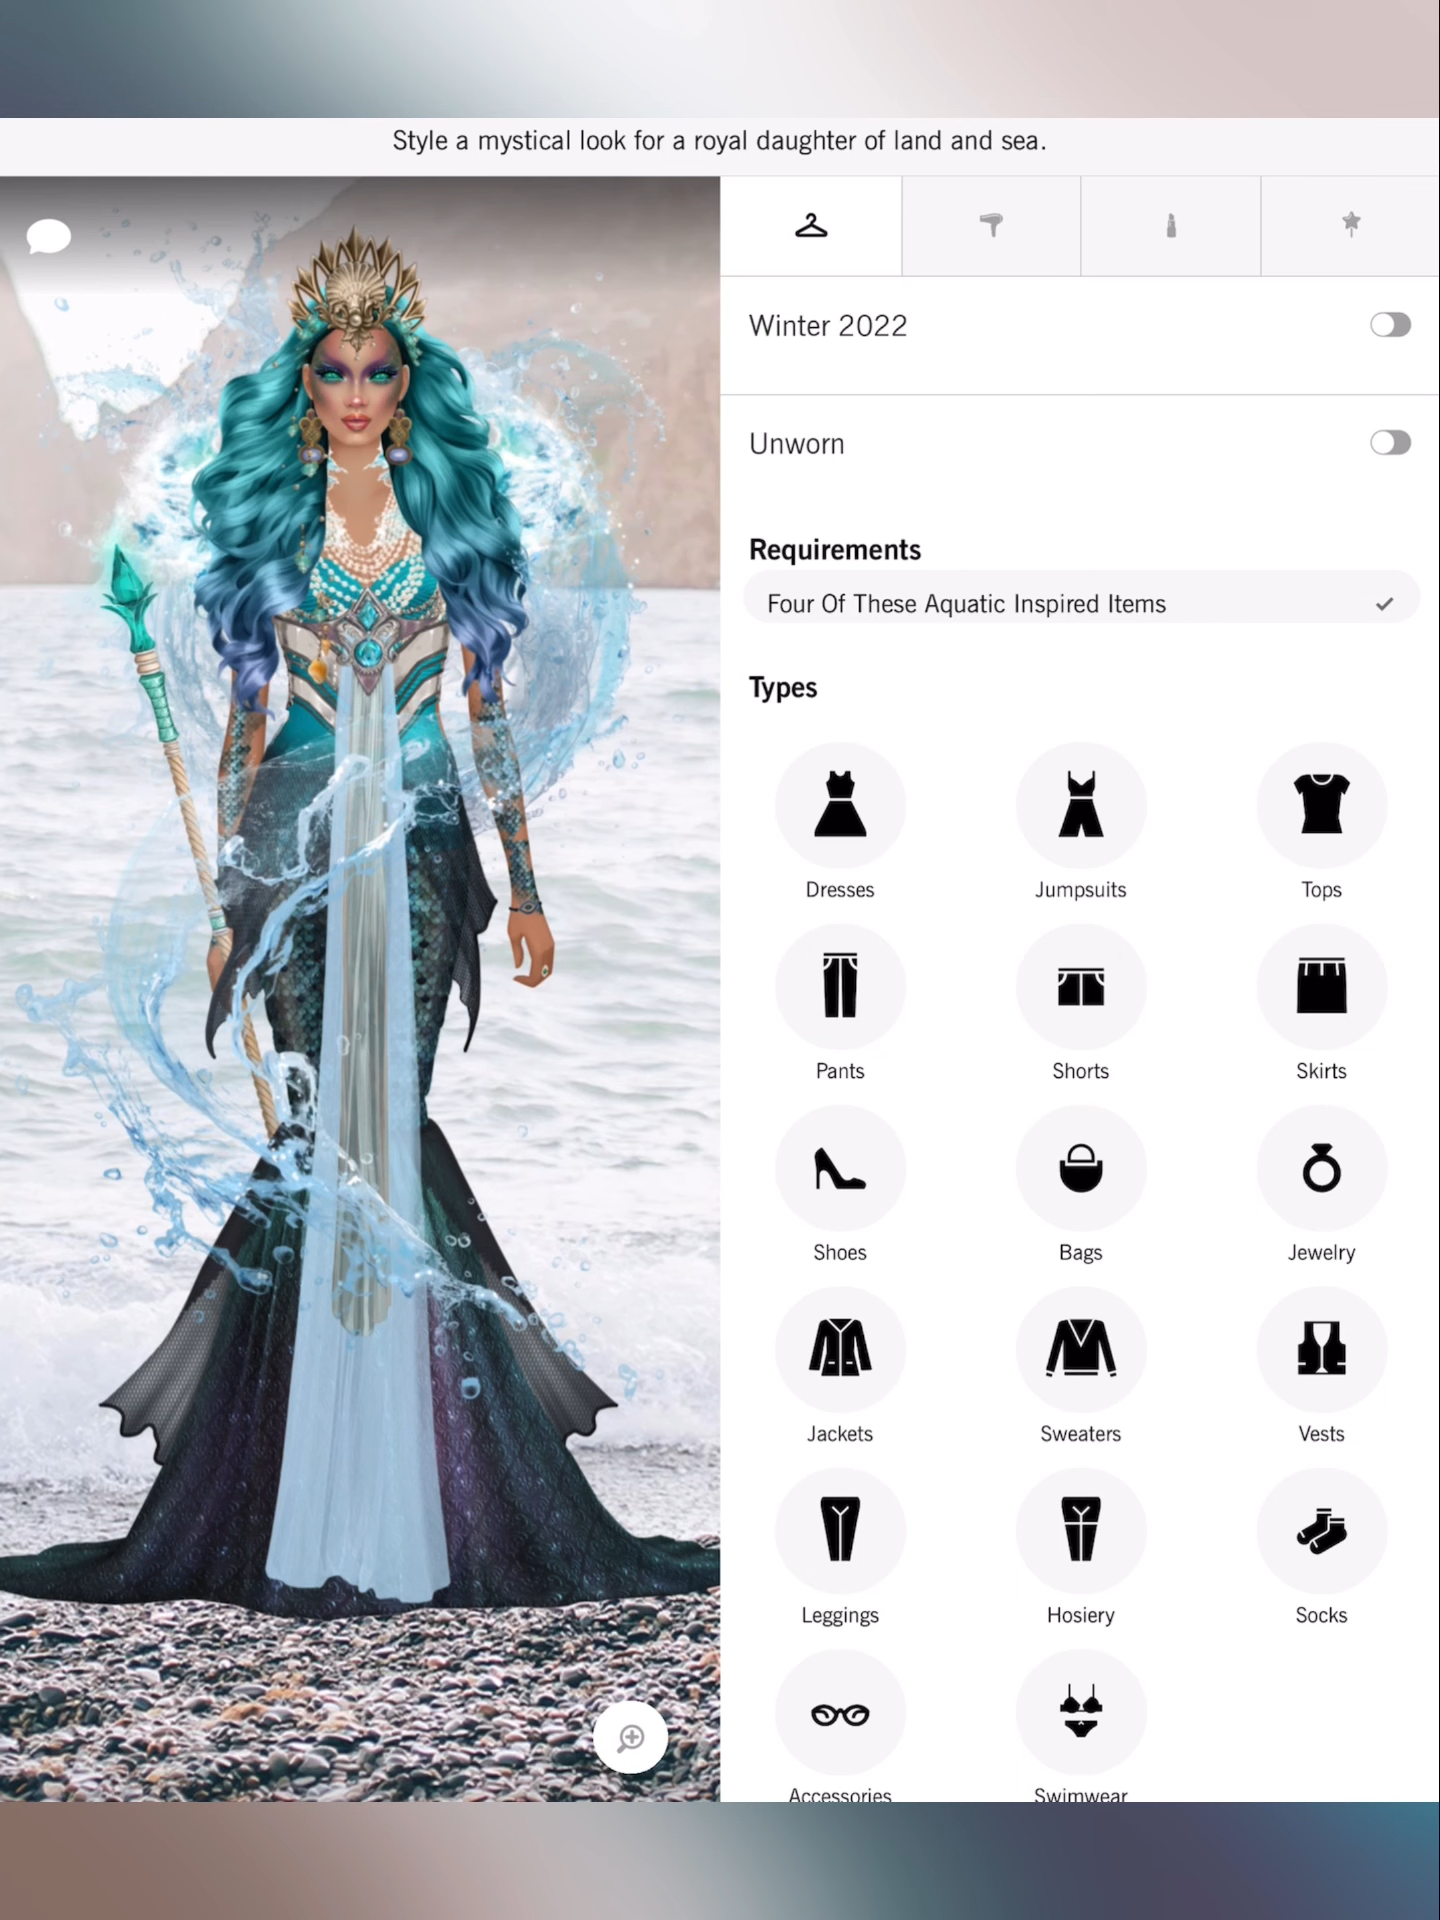 Style a mystical look for a royal daughter of land and sea.
Winter 2022
Unworn
Requirements
Four Of These Aquatic Inspired Items
Types
Dresses
Jumpsuits
Tops
Pants
Shorts
Skirts
Shoes
Bags
Jewelry
Jackets
Sweaters
Vests
Leggings
Hosiery
Socks
Accessories
Swimwear